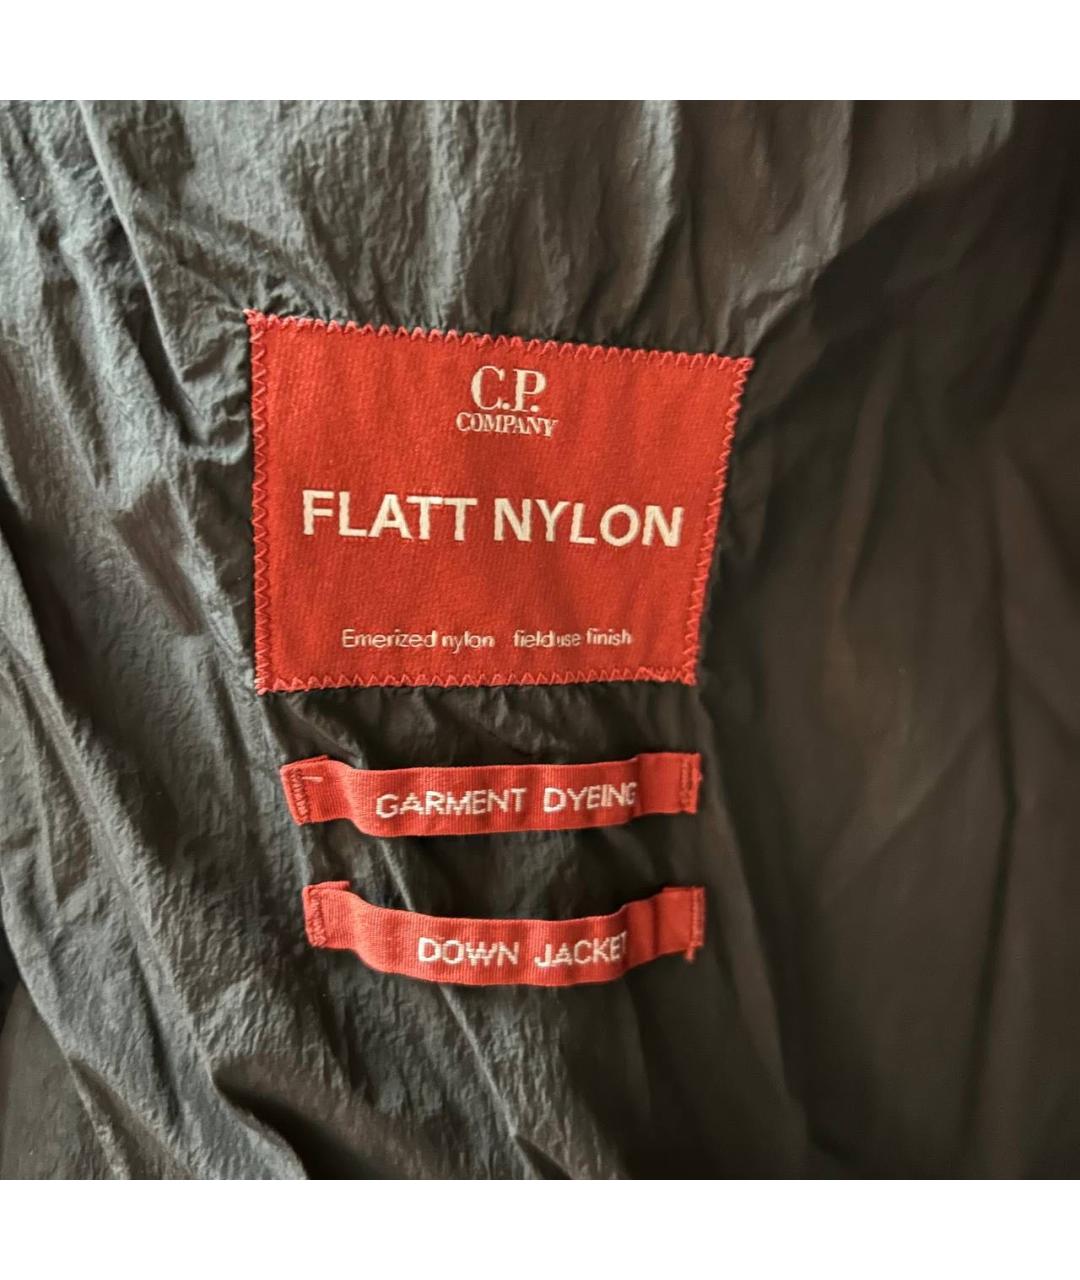 C.P.
COMPANY
FLATT NYLON
Emerized nylon field use finish
GARMENT DYEING
DOWN JACKET